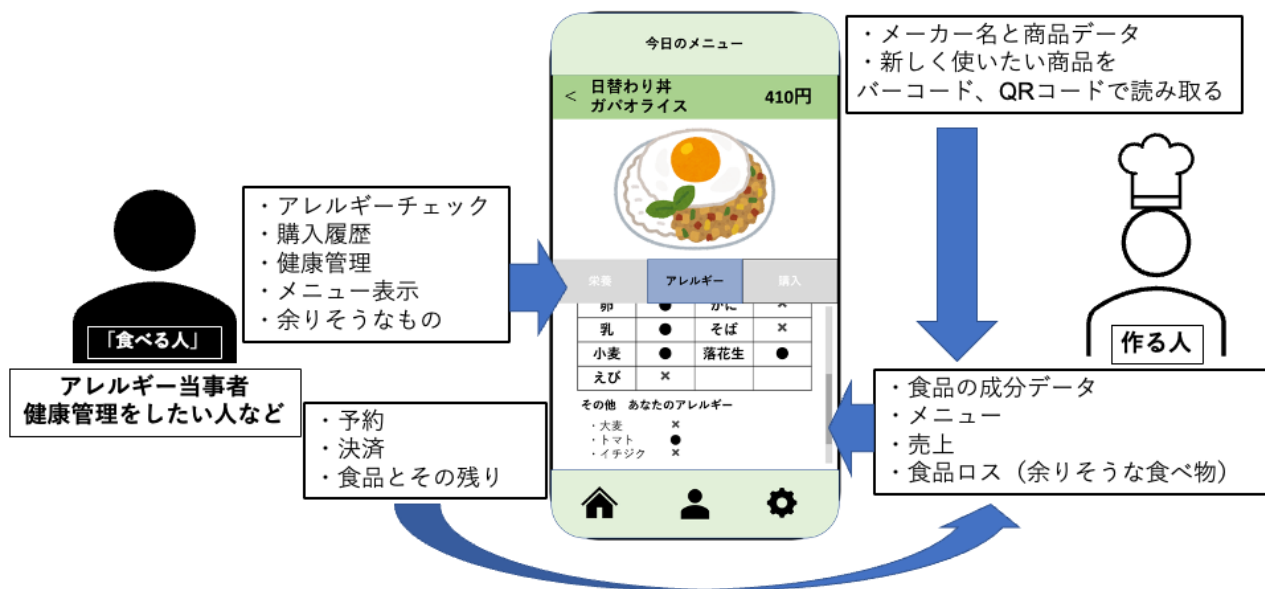 今日のメニュー
< 日替わり丼 410円
ガパオライス
・メーカー名と商品データ
・新しく使いたい商品を
バーコード、QRコードで読み取る
・アレルギーチェック
・購入履歴
・健康管理
・メニュー表示
・余りそうなもの
「食べる人」
アレルギー当事者
健康管理をしたい人など
栄養 アレルギー 購入
卵 ● かに ×
乳 ● そば ×
小麦 ● 落花生 ●
えび ×
その他 あなたのアレルギー
・大麦 ×
・トマト ●
・イチジク ×
作る人
・食品の成分データ
・メニュー
・売上
・食品ロス（余りそうな食べ物）
・予約
・決済
・食品とその残り